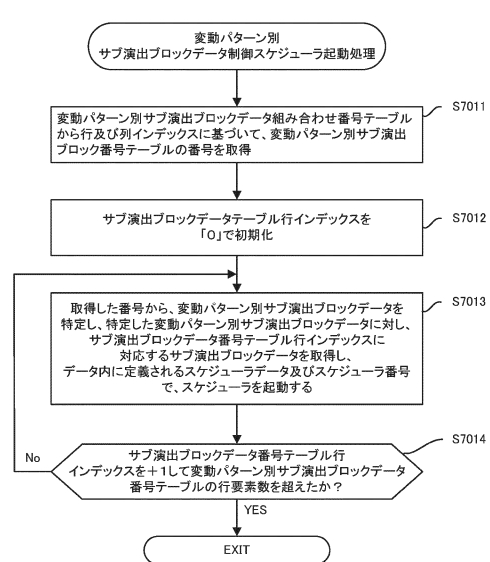 変動パターン別
サブ演出ブロックデータ制御スケジューラ起動処理
S7011
変動パターン別サブ演出ブロックデータ組み合わせ番号テーブル
から行及び列インデックスに基づいて、変動パターン別サブ演出
ブロック番号テーブルの番号を取得
S7012
サブ演出ブロックデータテーブル行インデックスを
「0」で初期化
S7013
取得した番号から、変動パターン別サブ演出ブロックデータを
特定し、特定した変動パターン別サブ演出ブロックデータに対し、
サブ演出ブロックデータ番号テーブル行インデックスに
対応するサブ演出ブロックデータを取得し、
データ内に定義されるスケジューラデータ及びスケジューラ番号
で、スケジューラを起動する
S7014
No
サブ演出ブロックデータ番号テーブル行
インデックスを+1して変動パターン別サブ演出ブロックデータ
番号テーブルの行要素数を超えたか?
YES
EXIT